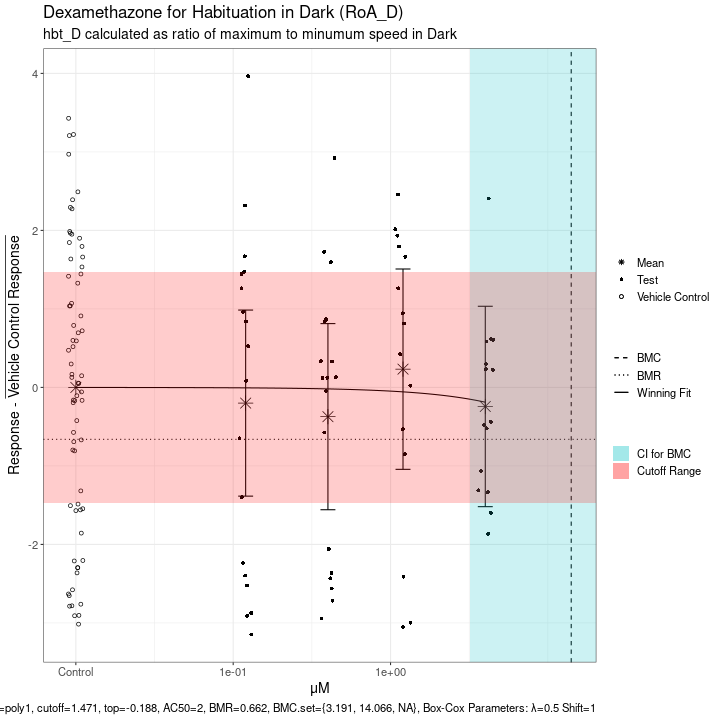 Dexamethazone for Habituation in Dark (RoA_D)
hbt_D calculated as ratio of maximum to minumum speed in Dark
Response - Vehicle Control Response
4
2
0
-2
Control
1e-01
1e+00
µM
Mean
Test
Vehicle Control
BMC
BMR
Winning Fit
CI for BMC
Cutoff Range
=poly1, cutoff=1.471, top=-0.188, AC50=2, BMR=0.662, BMC.set={3.191, 14.066, NA}, Box-Cox Parameters: λ=0.5 Shift=1